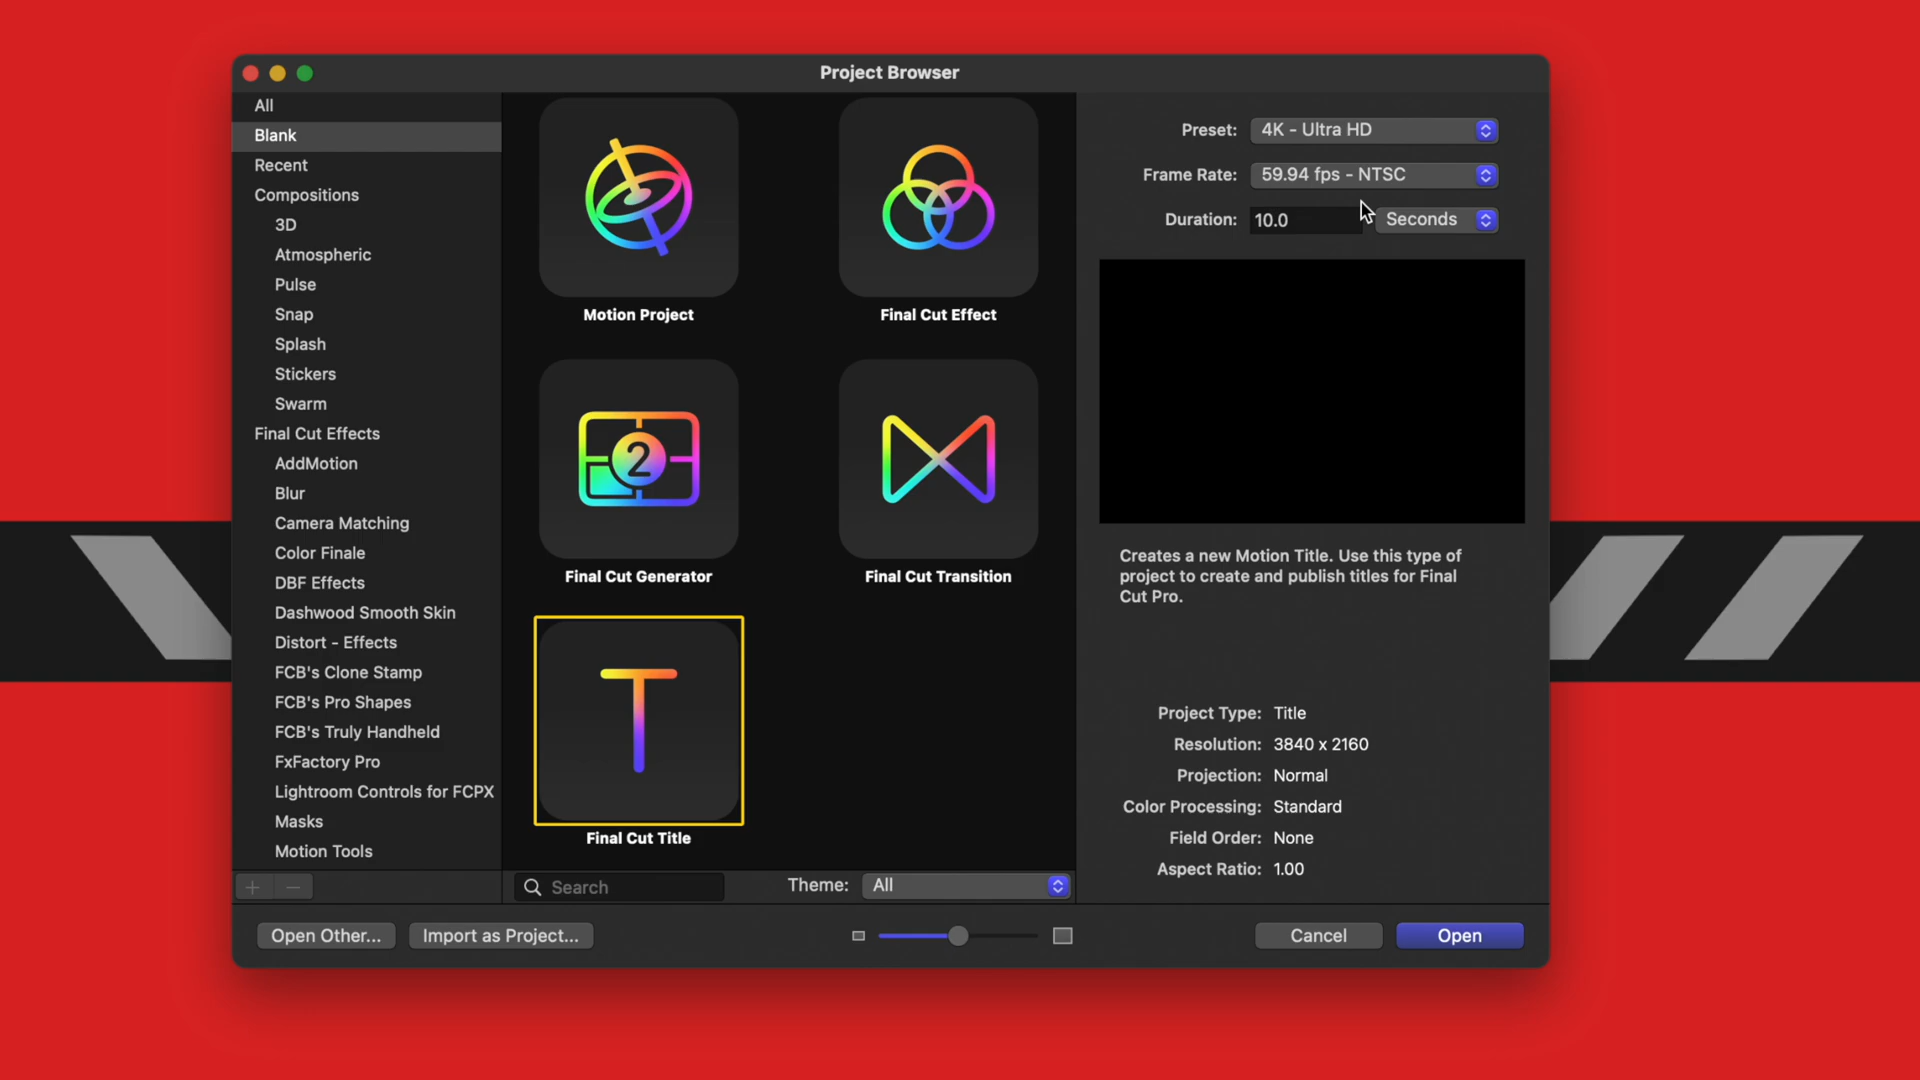 Project Browser
All
Blank
Recent
Compositions
3D
Atmospheric
Pulse
Snap
Splash
Stickers
Swarm
Final Cut Effects
AddMotion
Blur
Camera Matching
Color Finale
DBF Effects
Dashwood Smooth Skin
Distort - Effects
FCB's Clone Stamp
FCB's Pro Shapes
FCB's Truly Handheld
FxFactory Pro
Lightroom Controls for FCPX
Masks
Motion Tools
Motion Project
Final Cut Effect
2
Final Cut Generator
Final Cut Transition
T
Final Cut Title
Search
Theme: All
Preset: 4K - Ultra HD
Frame Rate: 59.94 fps - NTSC
Duration: 10.0 Seconds
Creates a new Motion Title. Use this type of
project to create and publish titles for Final
Cut Pro.
Project Type: Title
Resolution: 3840 x 2160
Projection: Normal
Color Processing: Standard
Field Order: None
Aspect Ratio: 1.00
Open Other...
Import as Project...
Cancel
Open